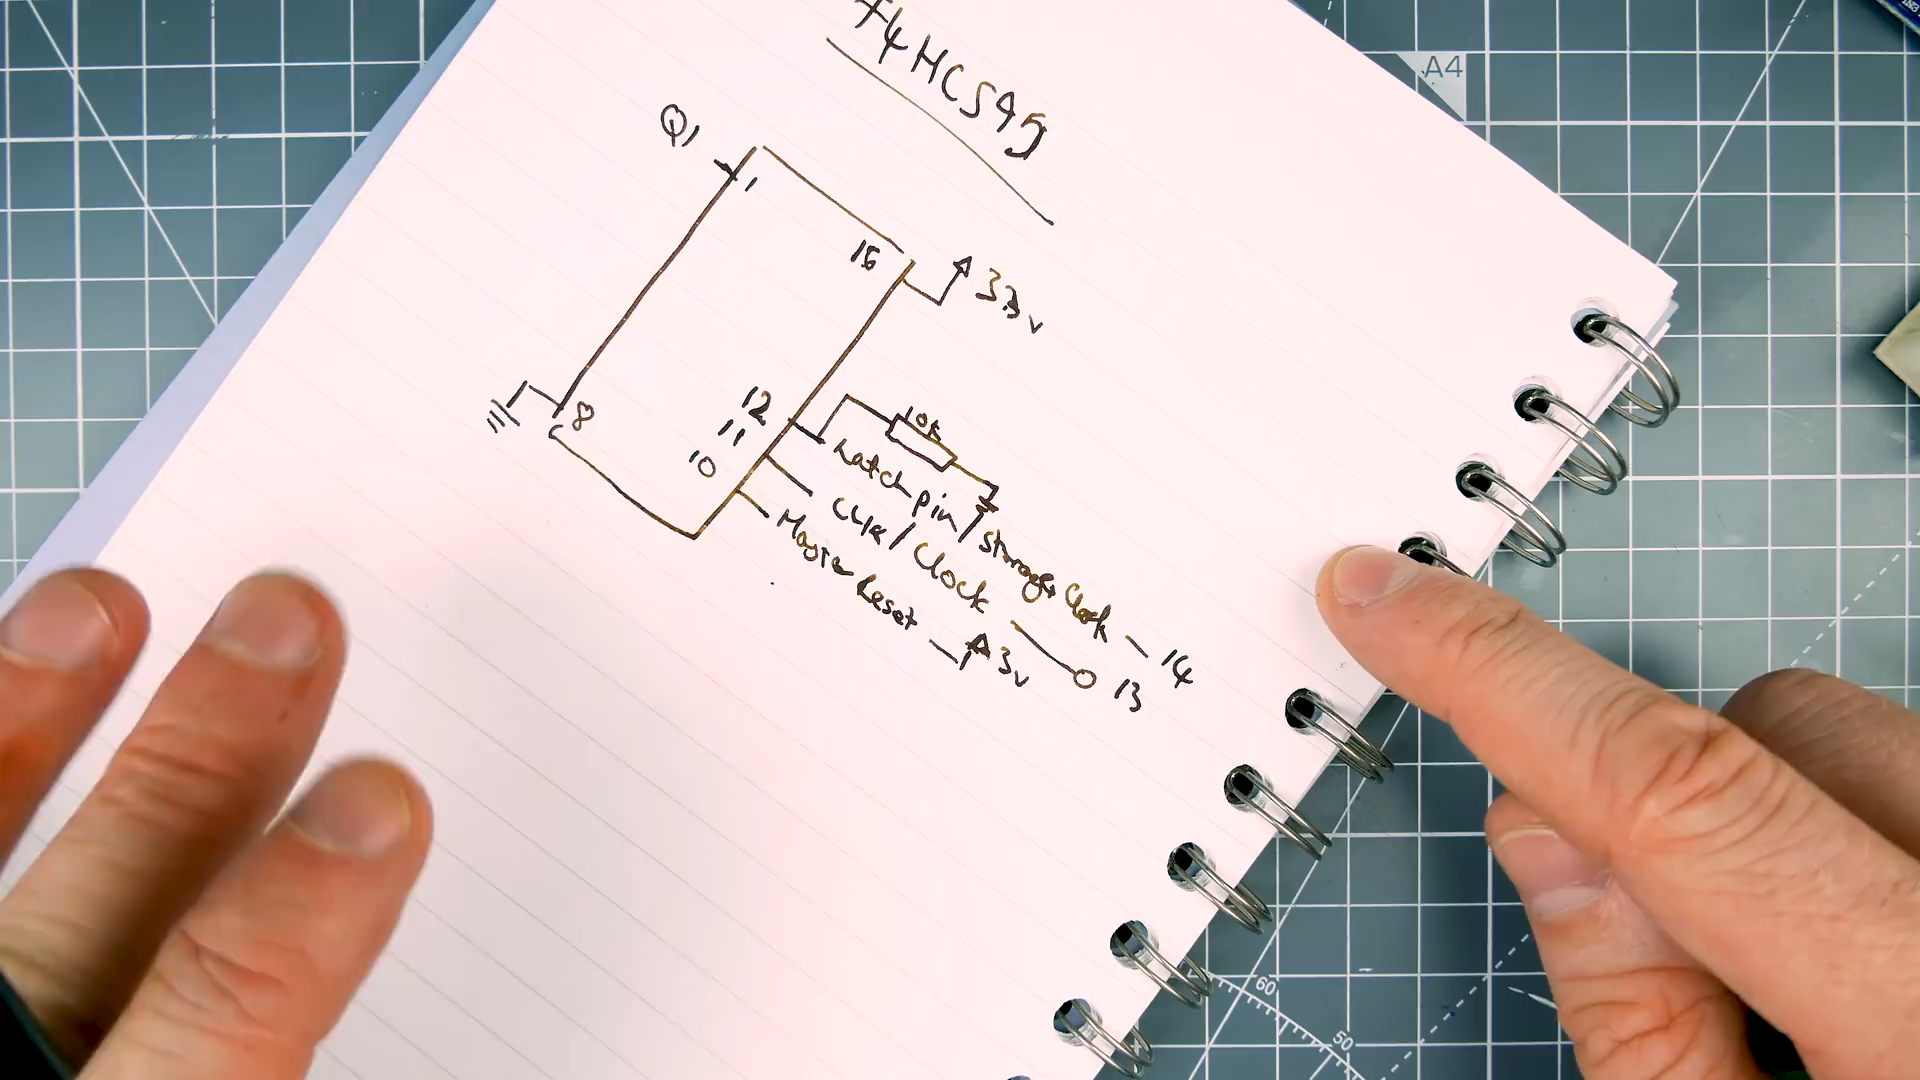 74HC595
Q1
1
16
3.3v
8
12
10k
Latch pin / Storage Clock - 14
11
CLK / Clock 13
10
Master Reset 3v
A4
60
50